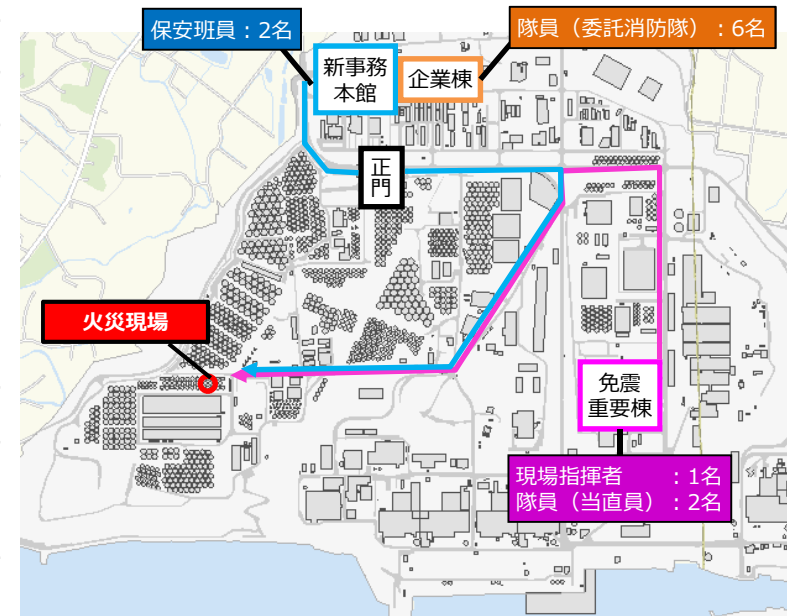 保安班員：2名
隊員（委託消防隊）：6名
新事務
本館
企業棟
正
門
火災現場
免震
重要棟
現場指揮者　　：1名
隊員（当直員）：2名